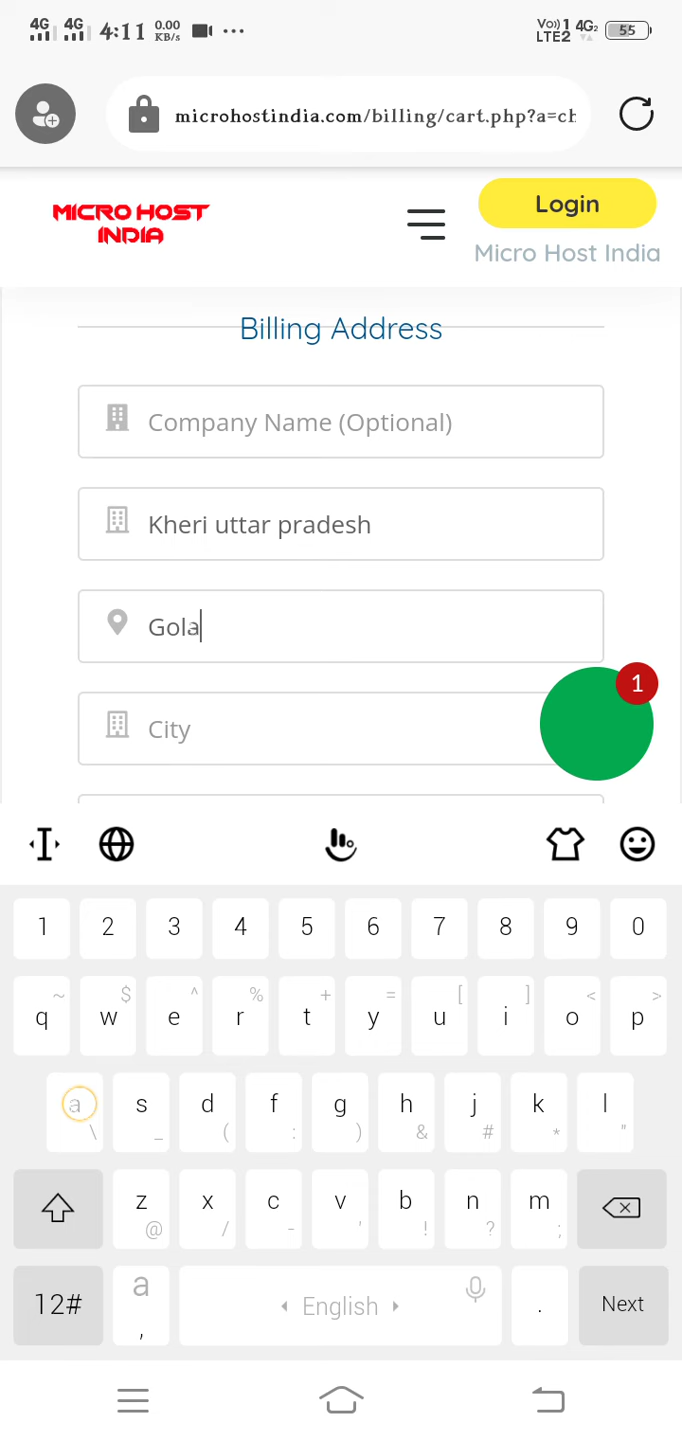 4G 4G 4:11 0.00 KB/s ... Vo)) 1 LTE2 4G2 55
microhostindia.com/billing/cart.php?a=ch
MICRO HOST
INDIA
Login
Micro Host India
Billing Address
Company Name (Optional)
Kheri uttar pradesh
Gola
1
City
1 2 3 4 5 6 7 8 9 0
~ $ ^ % + = [ ] < >
q w e r t y u i o p
a s d f g h j k l
\ _ ( : ) & # * "
z x c v b n m
@ / - ' ! ? ;
12# a , English . Next